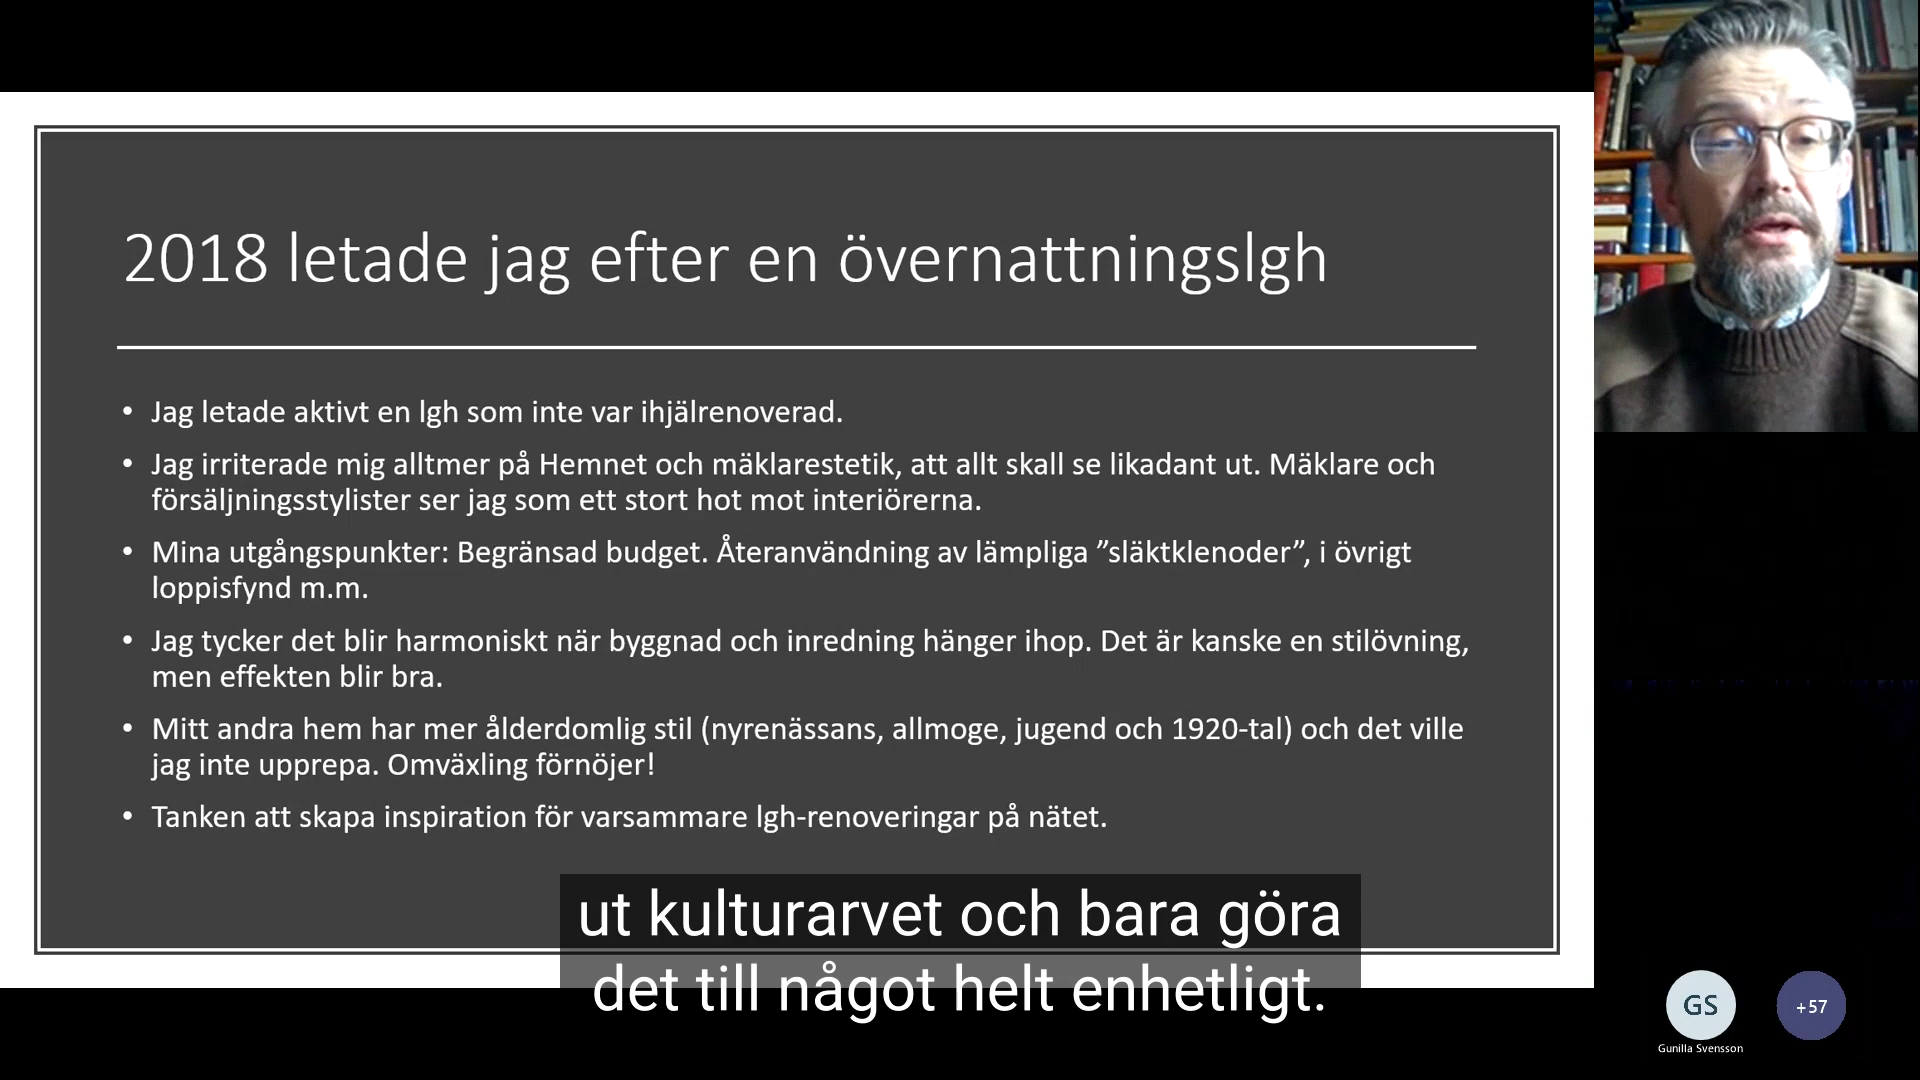 2018 letade jag efter en övernattningslgh
• Jag letade aktivt en lgh som inte var ihjälrenoverad.
• Jag irriterade mig alltmer på Hemnet och mäklarestetik, att allt skall se likadant ut. Mäklare och
försäljningsstylister ser jag som ett stort hot mot interiörerna.
• Mina utgångspunkter: Begränsad budget. Återanvändning av lämpliga ”släktklenoder”, i övrigt
loppisfynd m.m.
• Jag tycker det blir harmoniskt när byggnad och inredning hänger ihop. Det är kanske en stilövning,
men effekten blir bra.
• Mitt andra hem har mer ålderdomlig stil (nyrenässans, allmoge, jugend och 1920-tal) och det ville
jag inte upprepa. Omväxling förnöjer!
• Tanken att skapa inspiration för varsammare lgh-renoveringar på nätet.
ut kulturarvet och bara göra
det till något helt enhetligt.
GS
+57
Gunilla Svensson